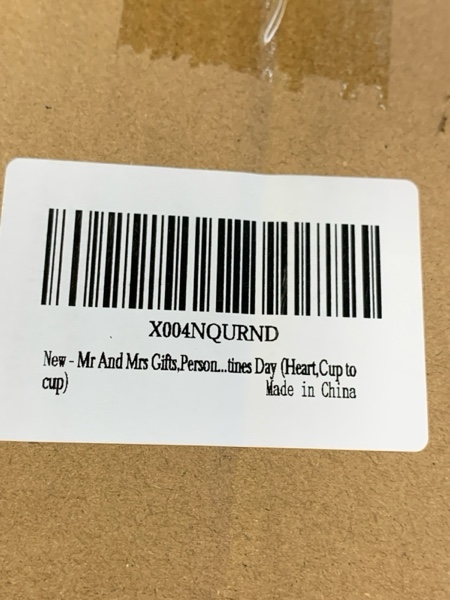 X004NQURND
New - Mr And Mrs Gifts,Person...tines Day (Heart,Cup to
cup) Made in China